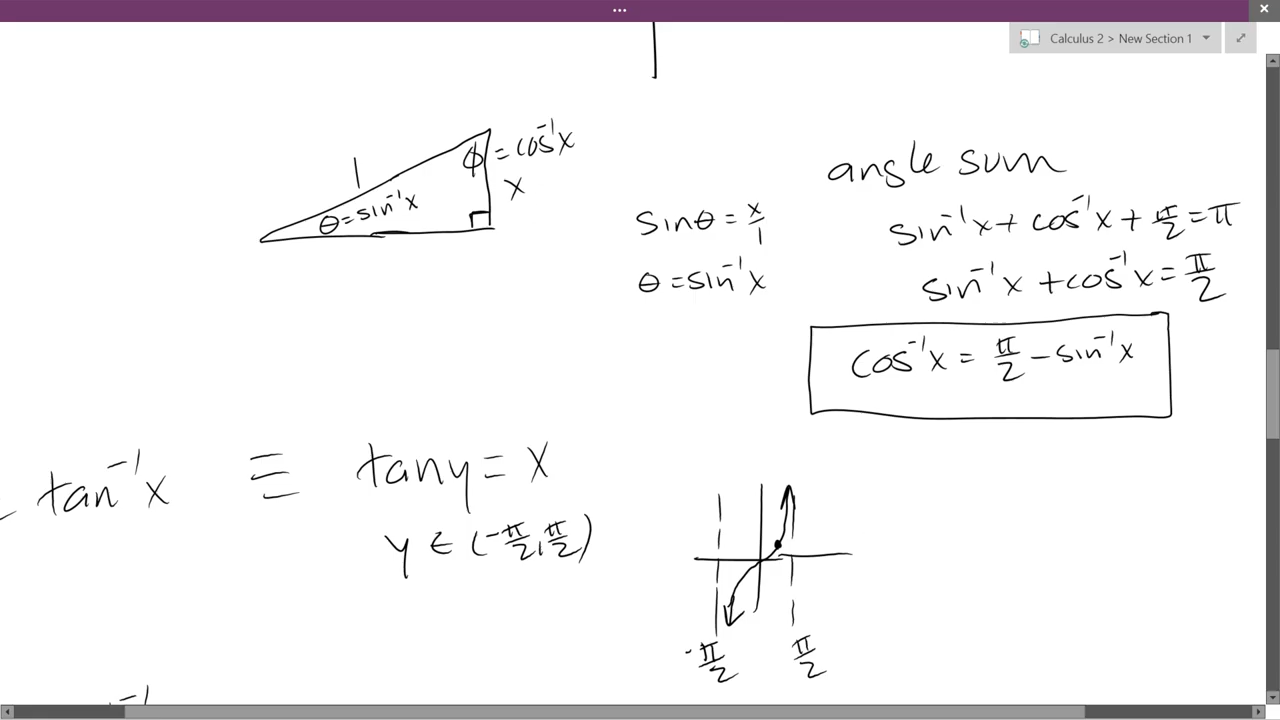 Calculus 2 > New Section 1
1
ϕ = cos⁻¹x
θ = sin⁻¹x
x
sinθ = x/1
θ = sin⁻¹x
angle sum
sin⁻¹x + cos⁻¹x + π/2 = π
sin⁻¹x + cos⁻¹x = π/2
cos⁻¹x = π/2 − sin⁻¹x
tan⁻¹x ≡ tany = x
y ∈ (-π/2, π/2)
-π/2
π/2